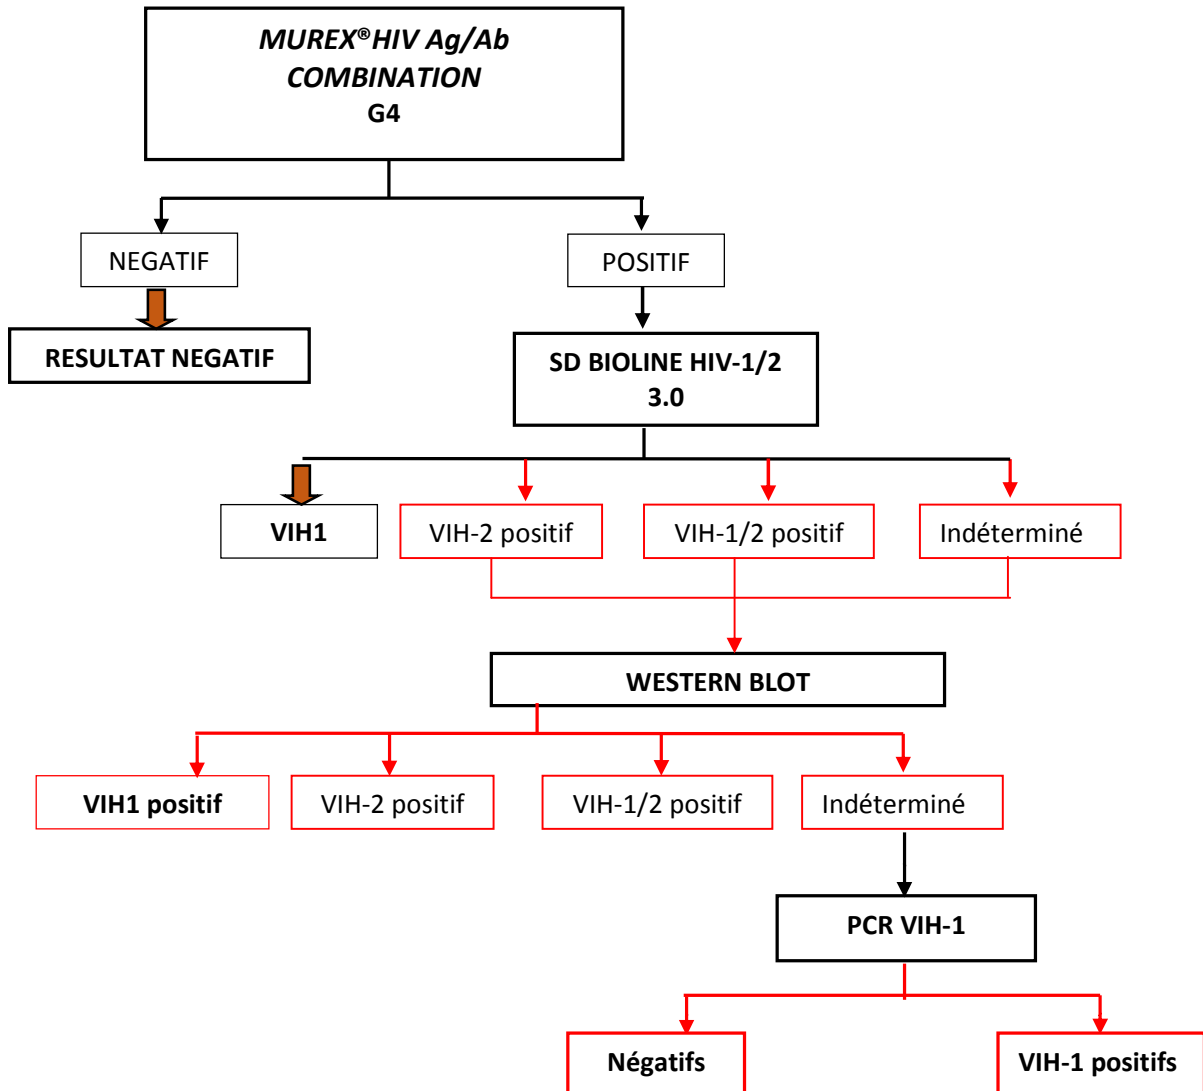 MUREX®HIV Ag/Ab
COMBINATION
G4
NEGATIF
POSITIF
RESULTAT NEGATIF
SD BIOLINE HIV-1/2
3.0
VIH1
VIH-2 positif
VIH-1/2 positif
Indéterminé
WESTERN BLOT
VIH1 positif
VIH-2 positif
VIH-1/2 positif
Indéterminé
PCR VIH-1
Négatifs
VIH-1 positifs